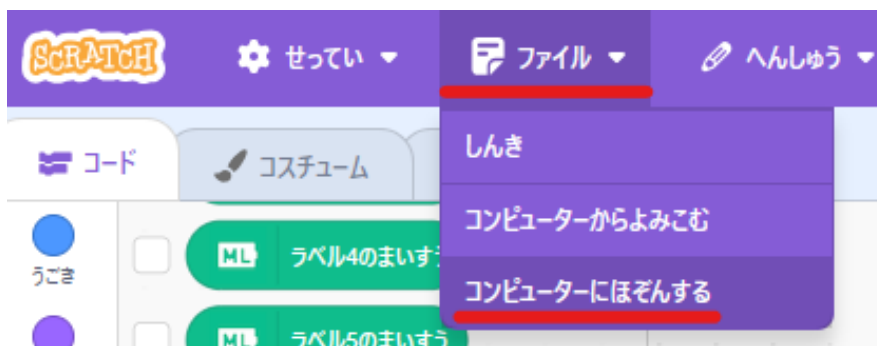 SCRATCH せってい ファイル へんしゅう
コード コスチューム
しんき
コンピューターからよみこむ
コンピューターにほぞんする
うごき
ML ラベル4のまいすう
ML ラベル5のまいすう